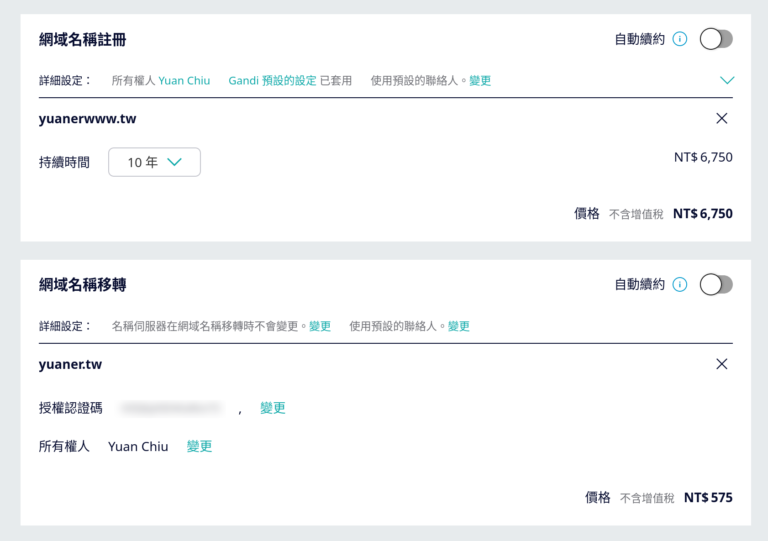 網域名稱註冊 自動續約
詳細設定： 所有權人 Yuan Chiu Gandi 預設的設定 已套用 使用預設的聯絡人。變更
yuanerwww.tw
持續時間 10 年 NT$ 6,750
價格 不含增值稅 NT$ 6,750
網域名稱移轉 自動續約
詳細設定： 名稱伺服器在網域名稱移轉時不會變更。變更 使用預設的聯絡人。變更
yuaner.tw
授權認證碼 , 變更
所有權人 Yuan Chiu 變更
價格 不含增值稅 NT$ 575